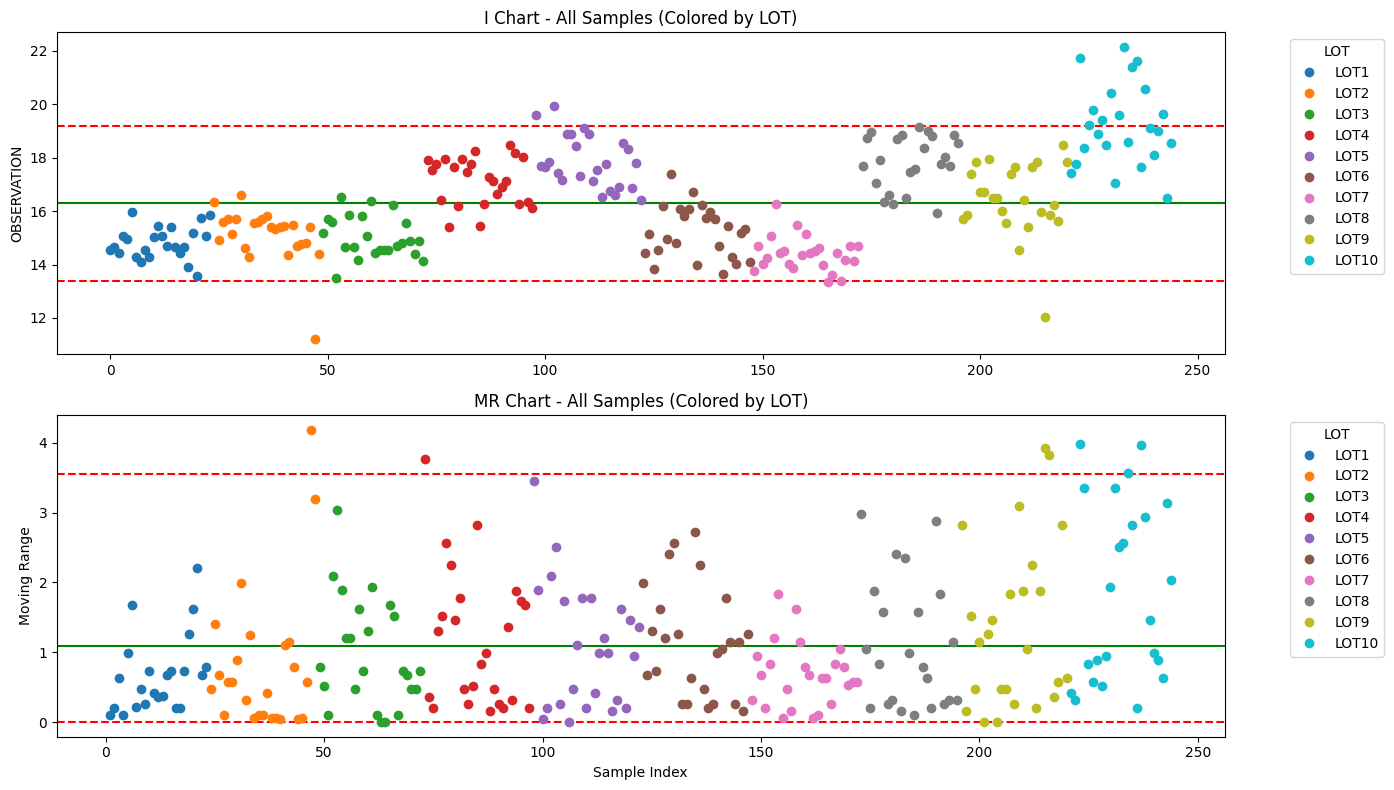 I Chart - All Samples (Colored by LOT)
OBSERVATION
22
20
18
16
14
12
0
50
100
150
200
250
LOT
LOT1
LOT2
LOT3
LOT4
LOT5
LOT6
LOT7
LOT8
LOT9
LOT10
MR Chart - All Samples (Colored by LOT)
Moving Range
4
3
2
1
0
0
50
100
150
200
250
Sample Index
LOT
LOT1
LOT2
LOT3
LOT4
LOT5
LOT6
LOT7
LOT8
LOT9
LOT10